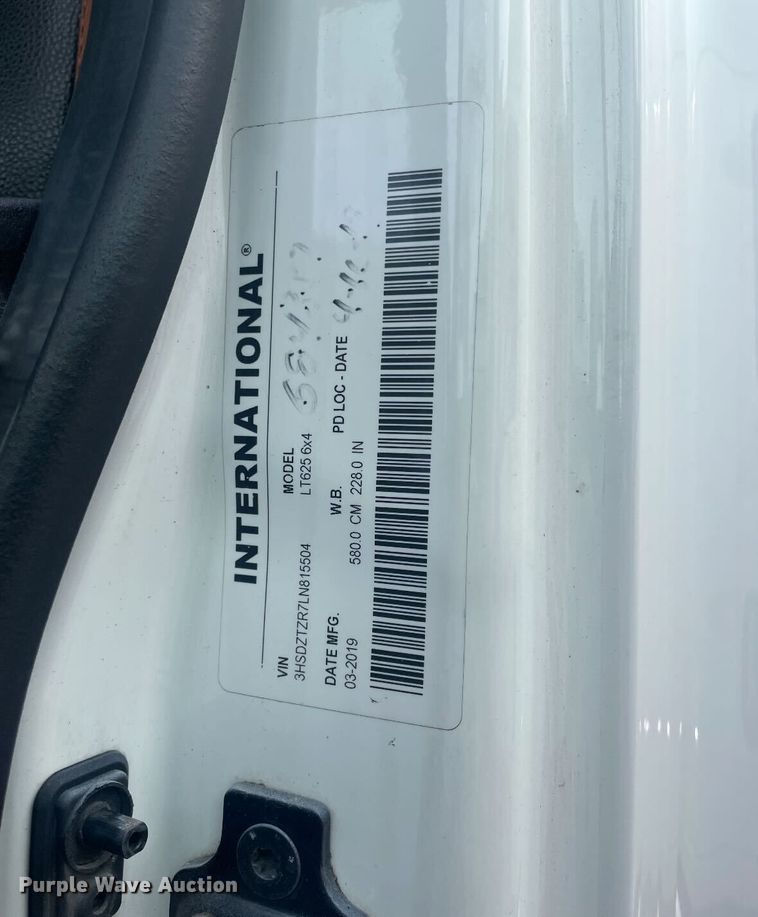 INTERNATIONAL®
VIN
3HSDZTZR7LN815504
MODEL
LT625 6x4
DATE MFG.
03-2019
W.B.
580.0 CM 228.0 IN
PD LOC - DATE
Purple Wave Auction